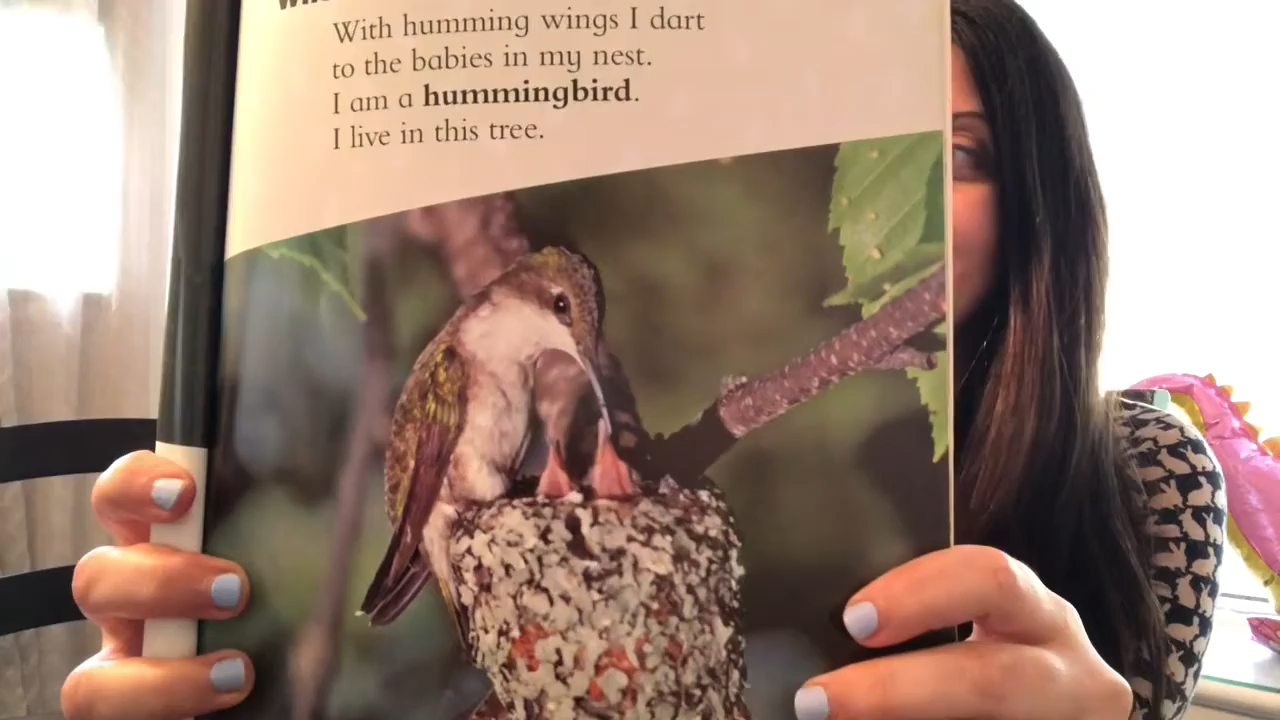 With humming wings I dart
to the babies in my nest.
I am a hummingbird.
I live in this tree.